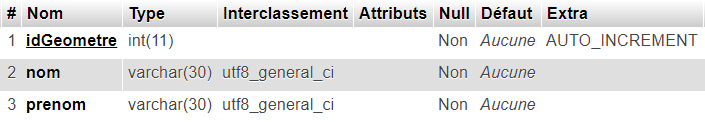 # Nom Type Interclassement Attributs Null Défaut Extra
1 idGeometre int(11) Non Aucune AUTO_INCREMENT
2 nom varchar(30) utf8_general_ci Non Aucune
3 prenom varchar(30) utf8_general_ci Non Aucune